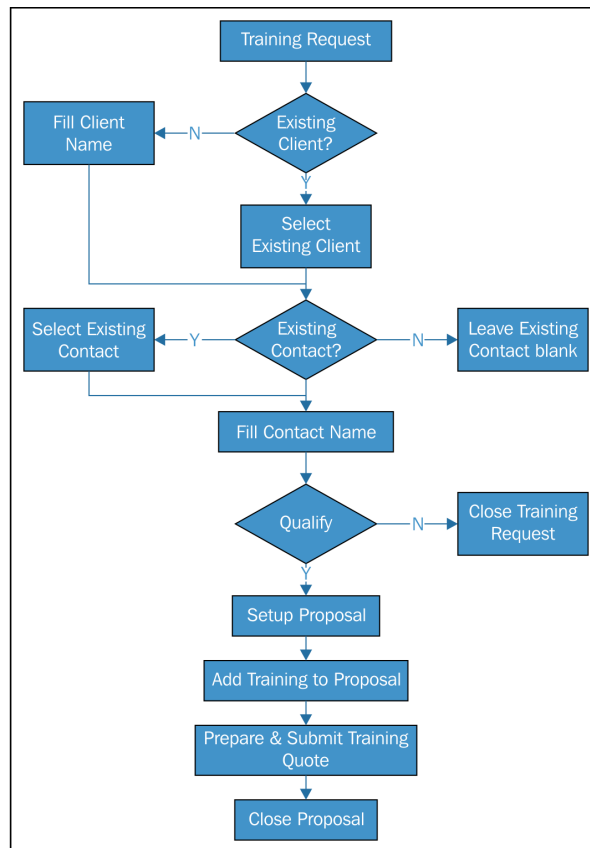 Training Request
Existing
Client?
N
Fill Client
Name
Y
Select
Existing Client
Existing
Contact?
Y
Select Existing
Contact
N
Leave Existing
Contact blank
Fill Contact Name
Qualify
N
Close Training
Request
Y
Setup Proposal
Add Training to Proposal
Prepare & Submit Training
Quote
Close Proposal